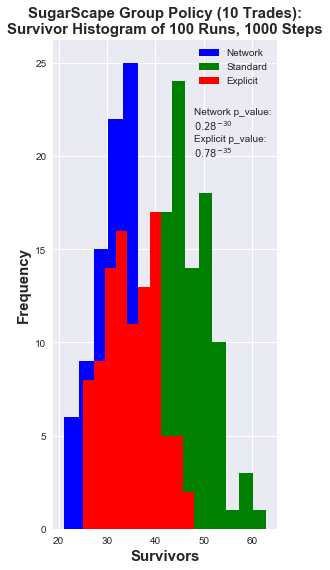 SugarScape Group Policy (10 Trades):
Survivor Histogram of 100 Runs, 1000 Steps
Network
Standard
Explicit
Network p_value:
0.28⁻³⁰
Explicit p_value:
0.78⁻³⁵
Frequency
25
20
15
10
5
0
20 30 40 50 60
Survivors